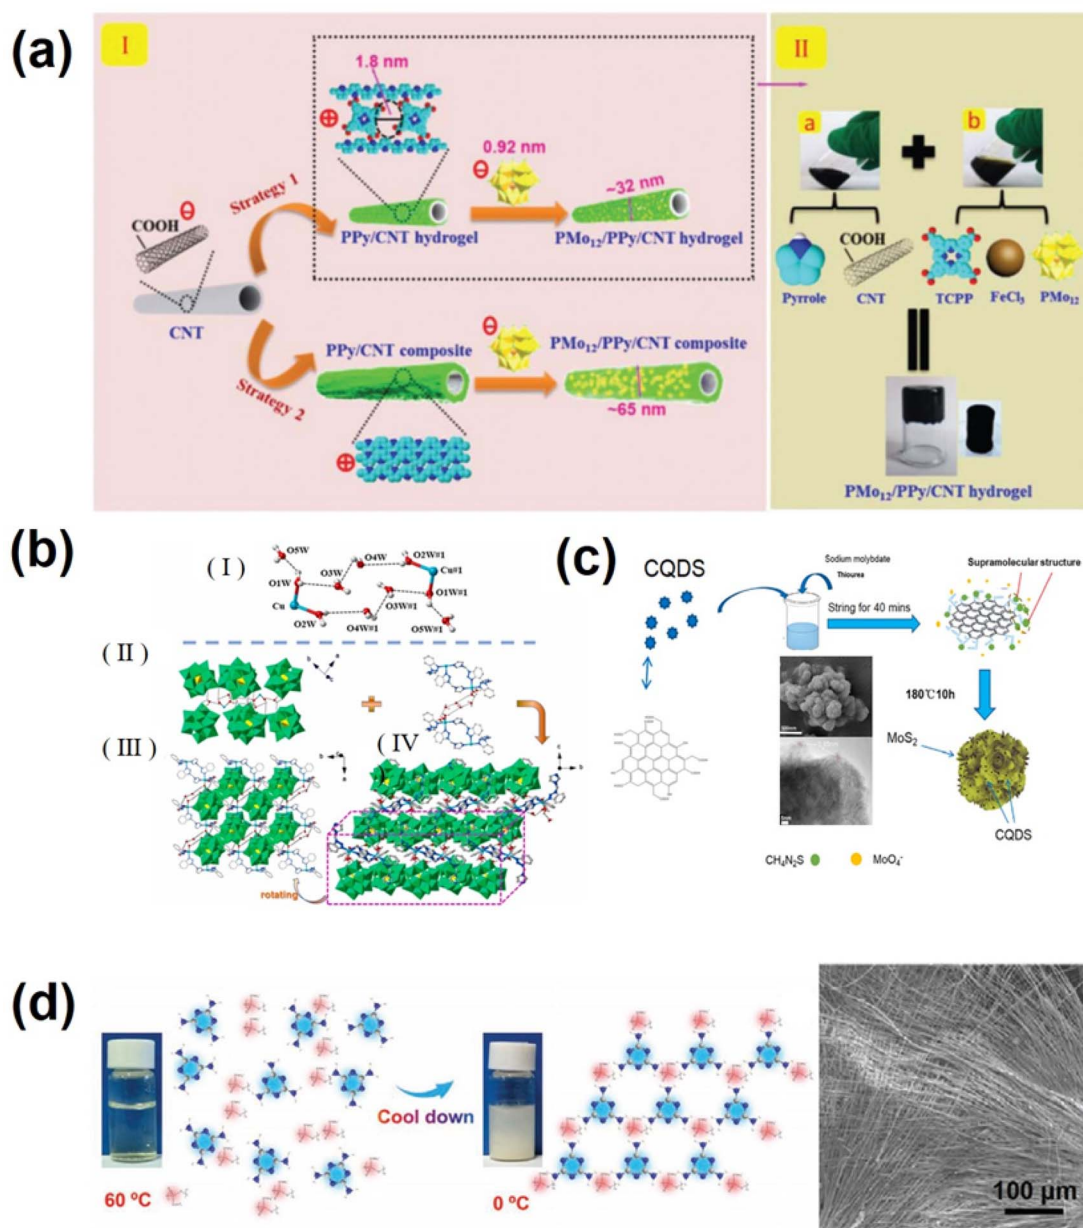 (a)
I
1.8 nm
⊕
0.92 nm
⊖
~32 nm
Strategy 1
COOH ⊖
PPy/CNT hydrogel
PMo₁₂/PPy/CNT hydrogel
CNT
Strategy 2
PPy/CNT composite
⊖
PMo₁₂/PPy/CNT composite
~65 nm
⊕
II
a
b
COOH
Pyrrole
CNT
TCPP
FeCl₃
PMo₁₂
PMo₁₂/PPy/CNT hydrogel
(b)
( I )
O5W
O4W
O2W#1
O1W
O3W
Cu#1
Cu
O3W#1
O1W#1
O2W
O4W#1
O5W#1
( II )
( III )
( IV )
rotating
(c)
CQDS
Sodium molybdate
Thiourea
String for 40 mins
Supramolecular structure
180℃10h
MoS₂
CQDS
CH₄N₂S
MoO₄⁻
(d)
60 ºC
Cool down
0 ºC
100 µm